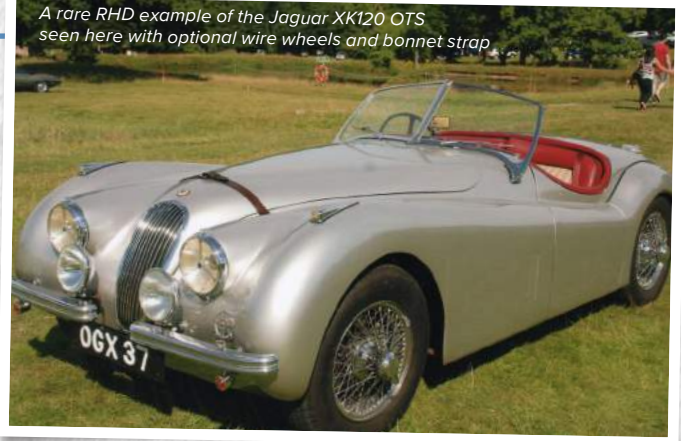 A rare RHD example of the Jaguar XK120 OTS
seen here with optional wire wheels and bonnet strap
OGX 37